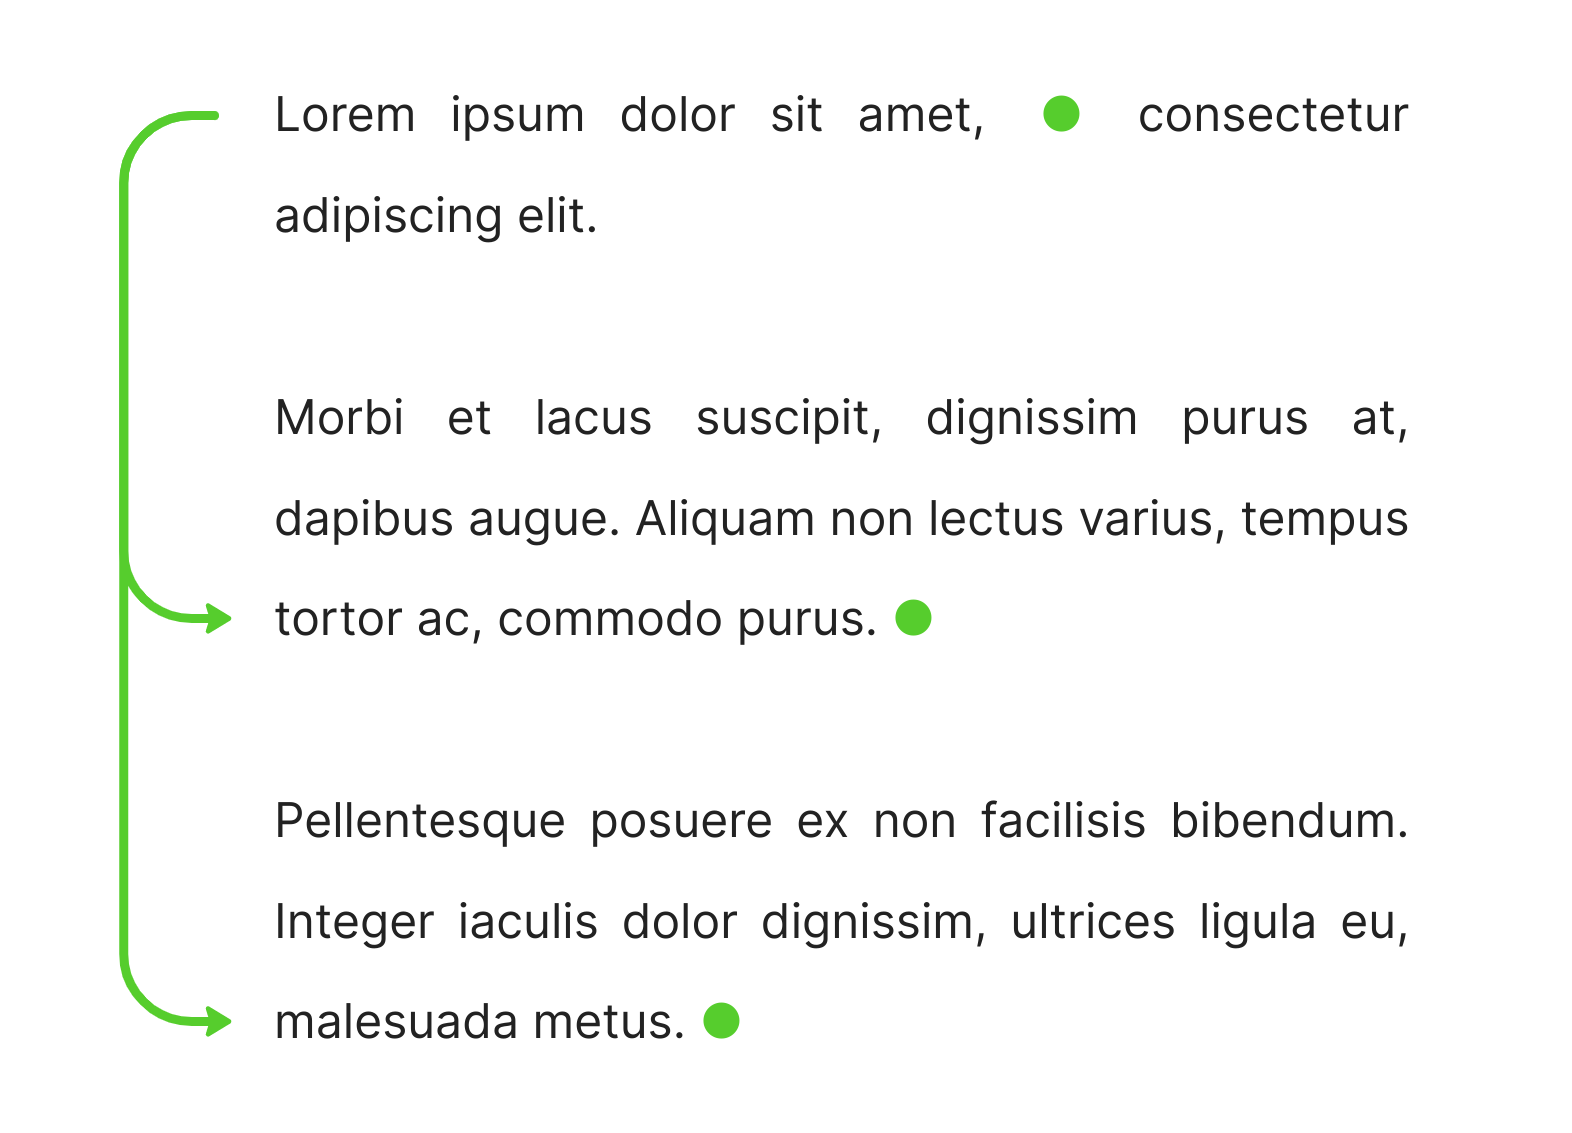 Lorem ipsum dolor sit amet, consectetur
adipiscing elit.
Morbi et lacus suscipit, dignissim purus at,
dapibus augue. Aliquam non lectus varius, tempus
tortor ac, commodo purus.
Pellentesque posuere ex non facilisis bibendum.
Integer iaculis dolor dignissim, ultrices ligula eu,
malesuada metus.